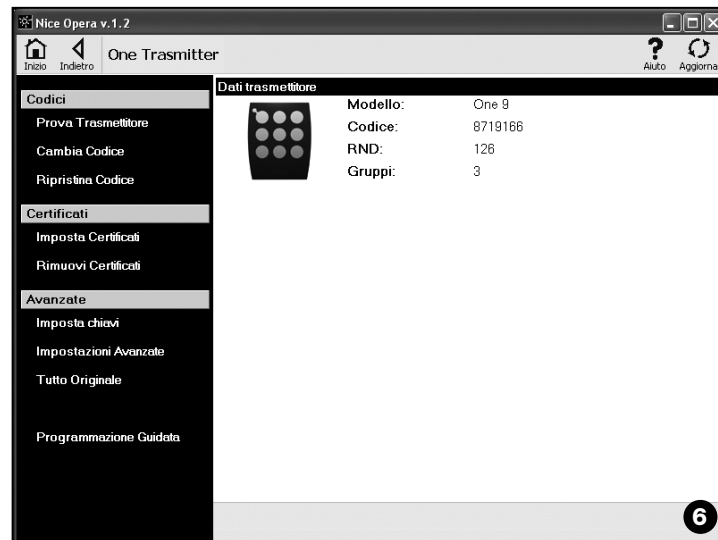 Nice Opera v.1.2
Inizio Indietro One Trasmitter Aiuto Aggiorna
Codici
Prova Trasmettitore
Cambia Codice
Ripristina Codice
Certificati
Imposta Certificati
Rimuovi Certificati
Avanzate
Imposta chiavi
Impostazioni Avanzate
Tutto Originale
Programmazione Guidata
Dati trasmettitore
Modello: One 9
Codice: 8719166
RND: 126
Gruppi: 3
6